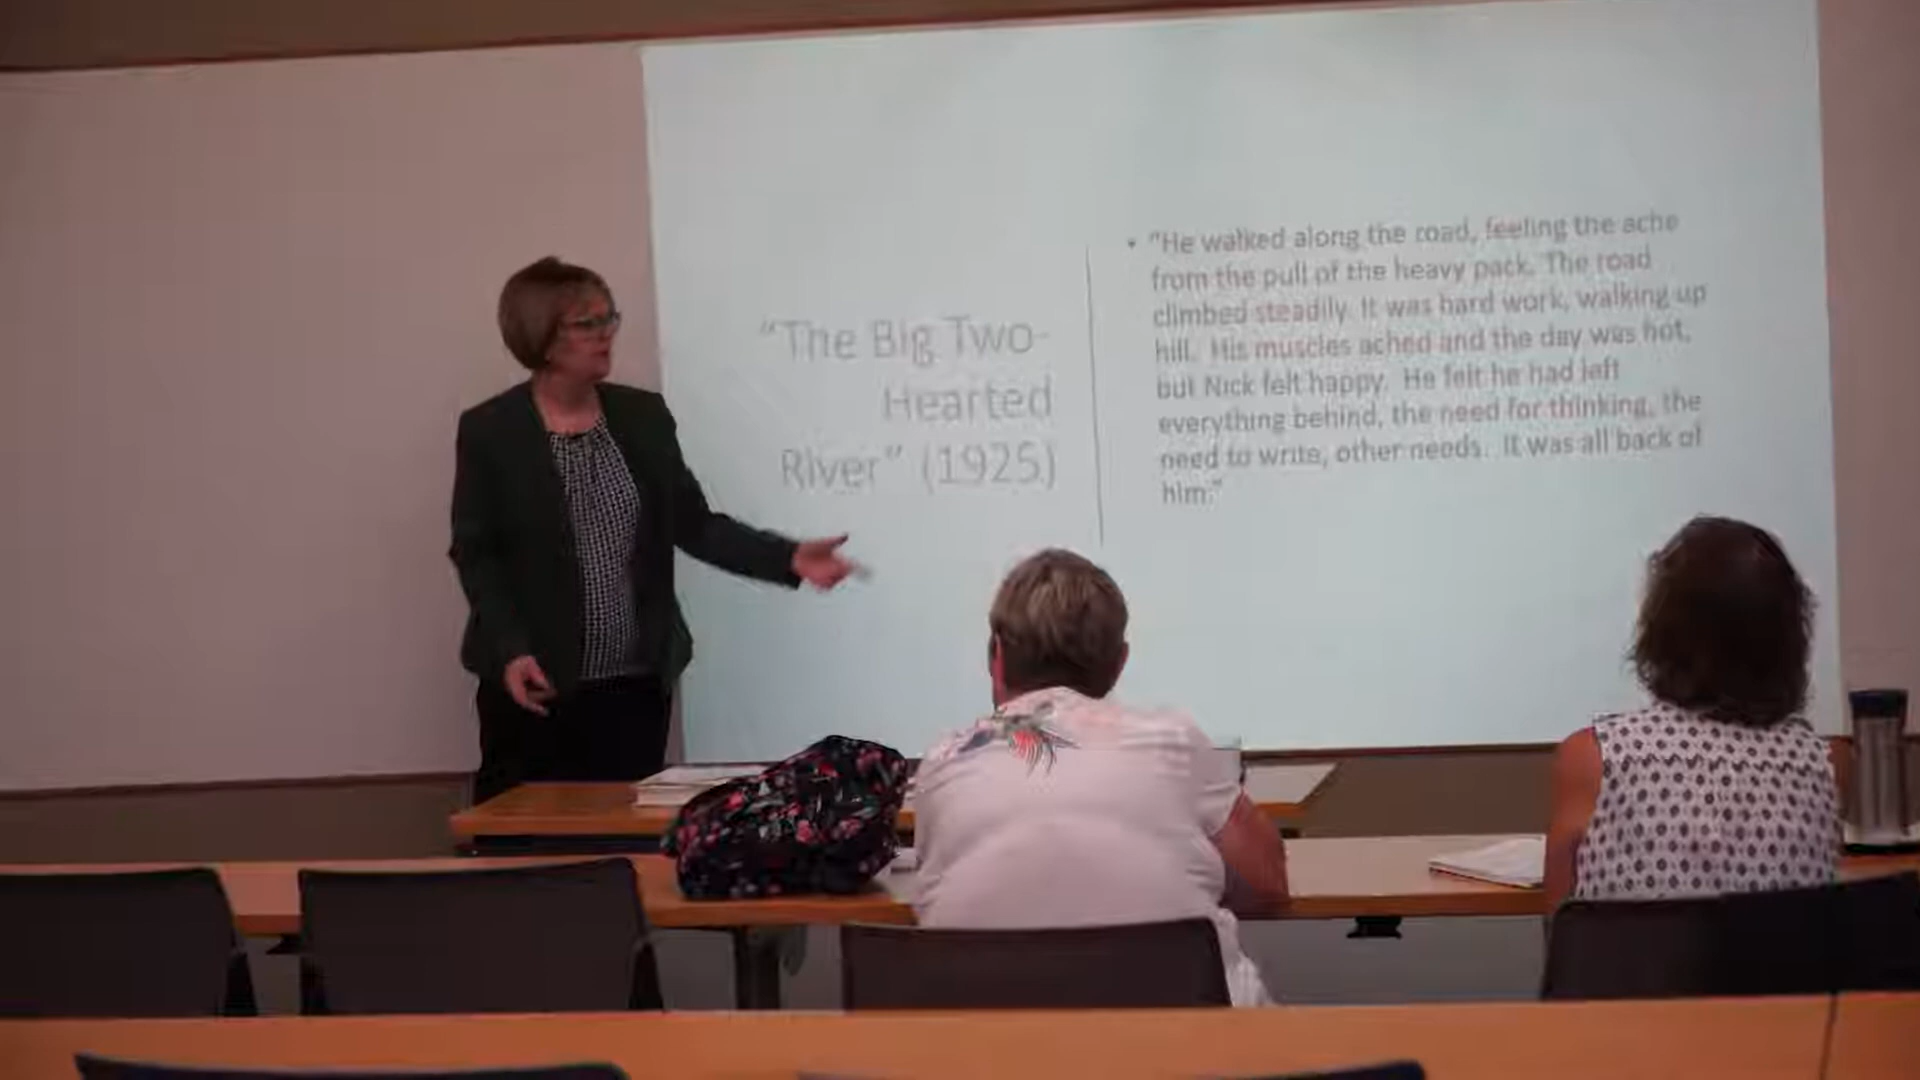 "The Big Two-
Hearted
River" (1925)
• "He walked along the road, feeling the ache
from the pull of the heavy pack. The road
climbed steadily. It was hard work, walking up
hill. His muscles ached and the day was hot,
but Nick felt happy. He felt he had left
everything behind, the need for thinking, the
need to write, other needs. It was all back of
him."